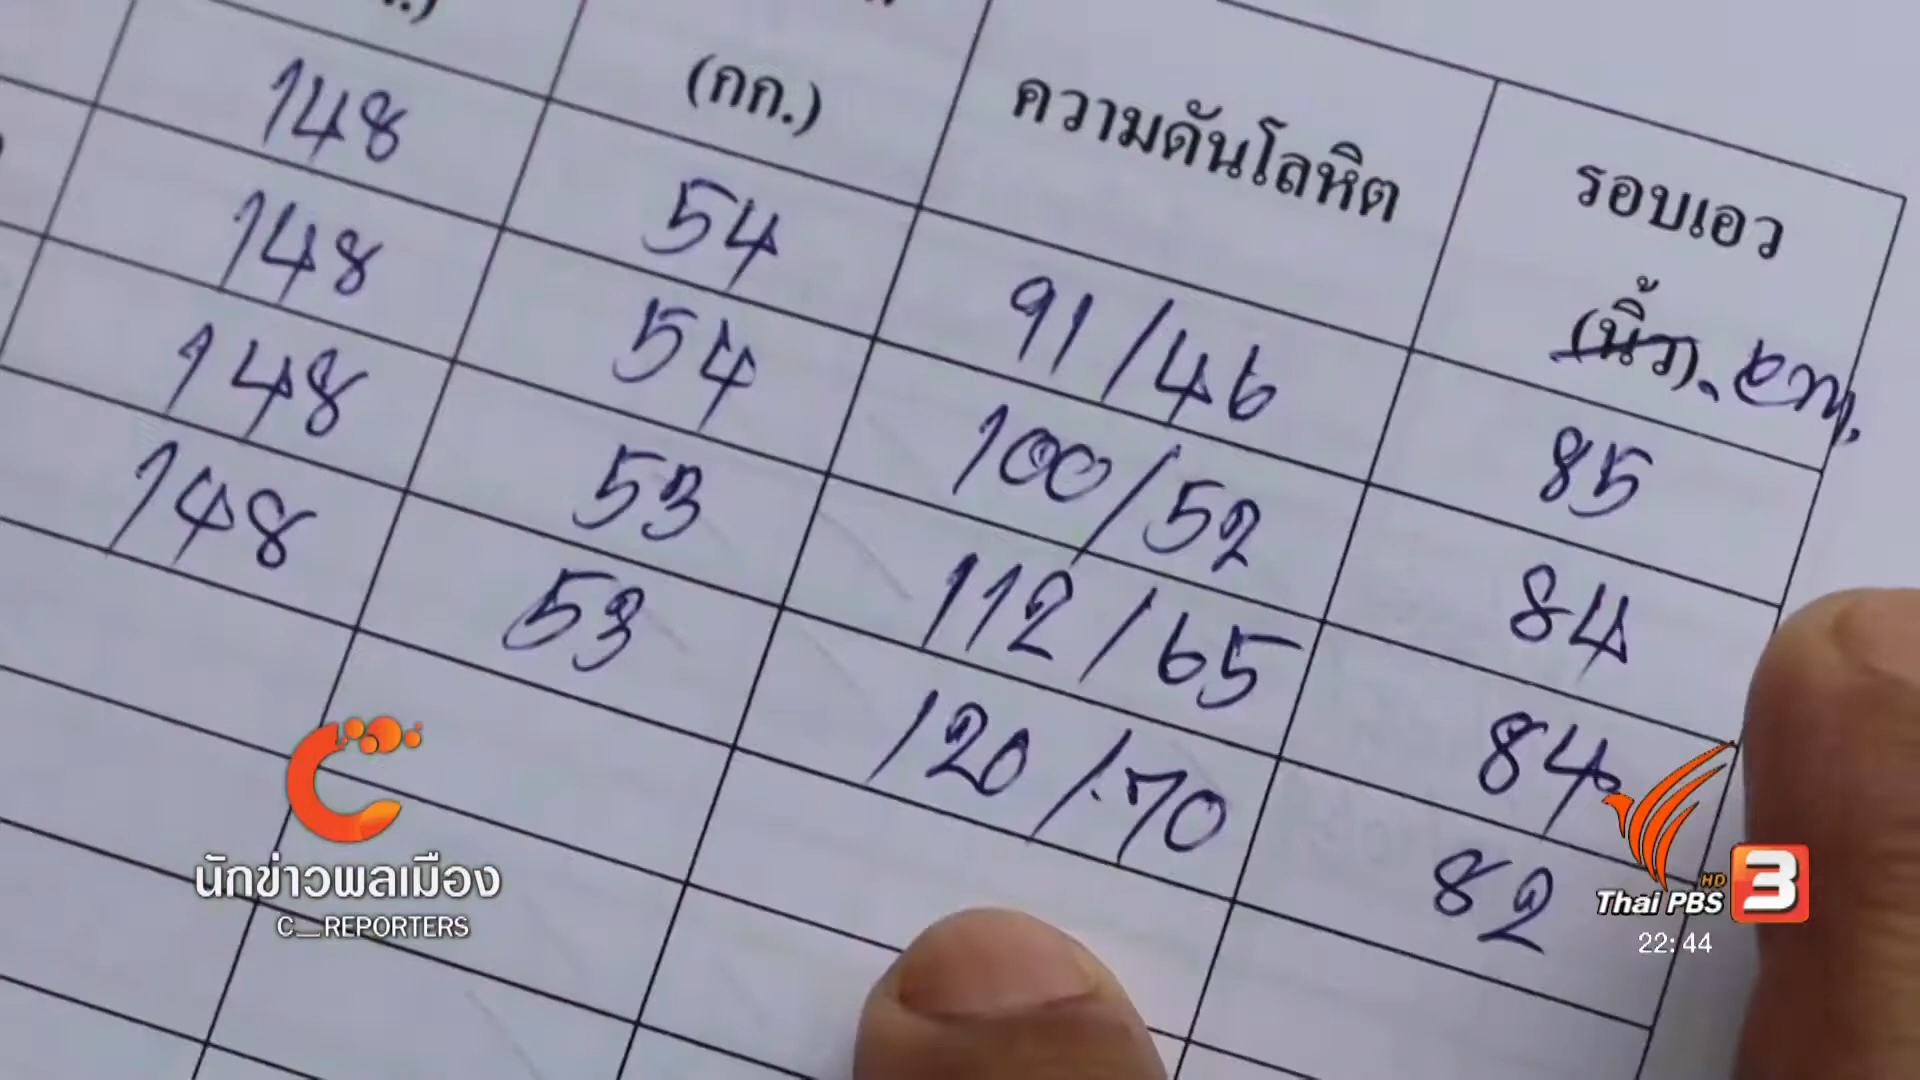 (กก.) ความดันโลหิต รอบเอว
(นิ้ว). ซม.
148 54 91/46 85
148 54 100/52 84
148 53 112/65 84
148 53 120/70 82
นักข่าวพลเมือง
C_REPORTERS
Thai PBS HD 3
22:44